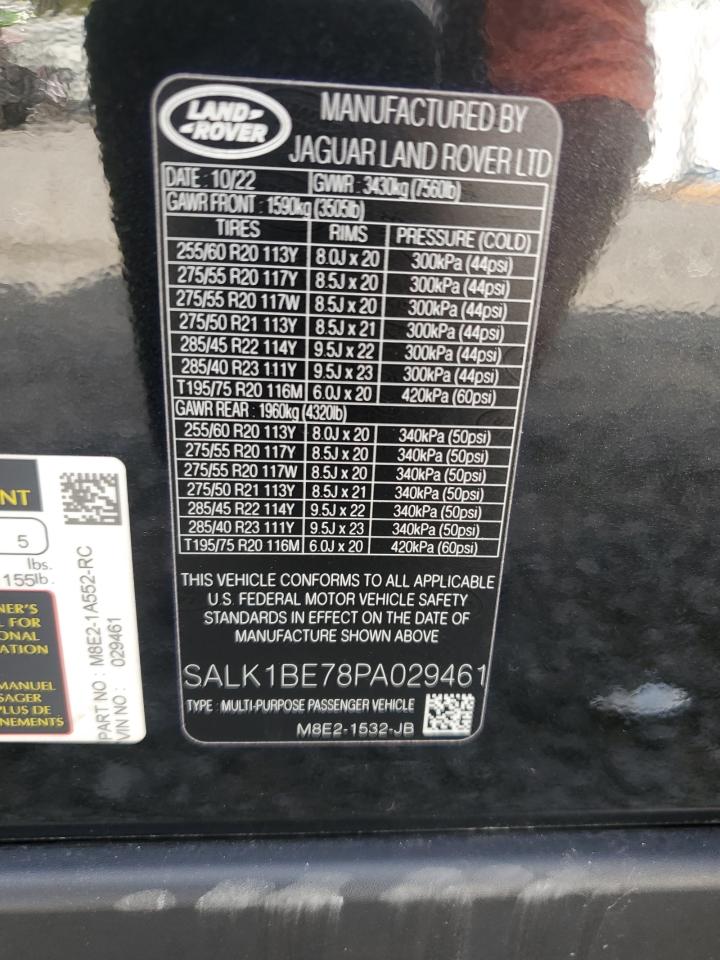 LAND ROVER
MANUFACTURED BY
JAGUAR LAND ROVER LTD
DATE : 10/22 GVWR : 3430kg (7560lb)
GAWR FRONT : 1590kg (3505lb)
TIRES RIMS PRESSURE (COLD)
255/60 R20 113Y 8.0J x 20 300kPa (44psi)
275/55 R20 117Y 8.5J x 20 300kPa (44psi)
275/55 R20 117W 8.5J x 20 300kPa (44psi)
275/50 R21 113Y 8.5J x 21 300kPa (44psi)
285/45 R22 114Y 9.5J x 22 300kPa (44psi)
285/40 R23 111Y 9.5J x 23 300kPa (44psi)
T195/75 R20 116M 6.0J x 20 420kPa (60psi)
GAWR REAR : 1960kg (4320lb)
255/60 R20 113Y 8.0J x 20 340kPa (50psi)
275/55 R20 117Y 8.5J x 20 340kPa (50psi)
275/55 R20 117W 8.5J x 20 340kPa (50psi)
275/50 R21 113Y 8.5J x 21 340kPa (50psi)
285/45 R22 114Y 9.5J x 22 340kPa (50psi)
285/40 R23 111Y 9.5J x 23 340kPa (50psi)
T195/75 R20 116M 6.0J x 20 420kPa (60psi)
THIS VEHICLE CONFORMS TO ALL APPLICABLE
U.S. FEDERAL MOTOR VEHICLE SAFETY
STANDARDS IN EFFECT ON THE DATE OF
MANUFACTURE SHOWN ABOVE
SALK1BE78PA029461
TYPE : MULTI-PURPOSE PASSENGER VEHICLE
M8E2-1532-JB
NT
5
lbs.
155lb.
NER'S
L FOR
ONAL
ATION
MANUEL
SAGER
PLUS DE
NEMENTS
PART NO : M8E2-1A552-RC
VIN NO : 029461